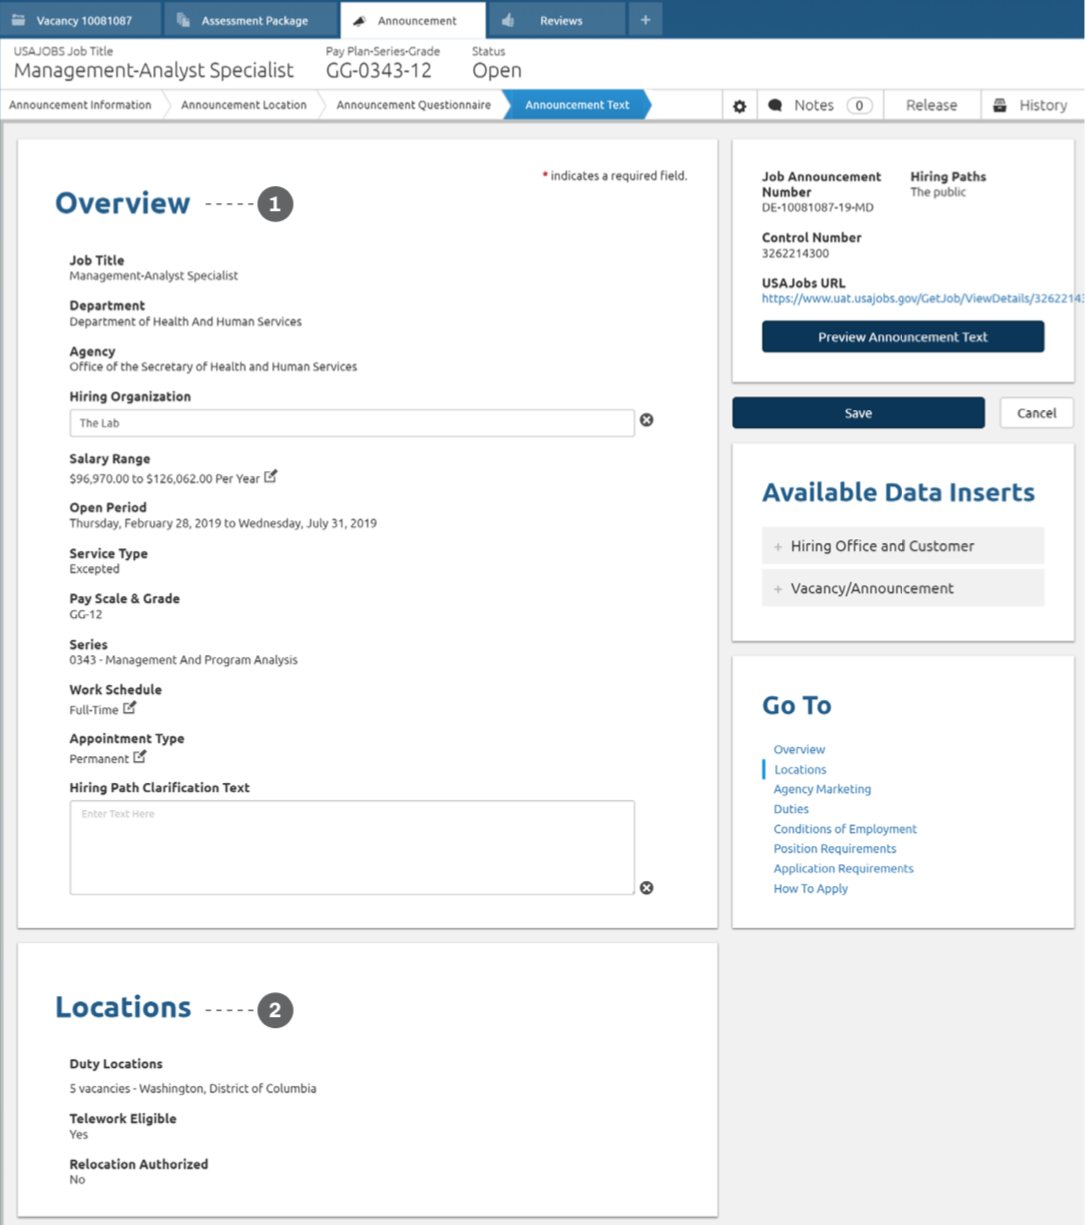 Vacancy 10081087
Assessment Package
Announcement
Reviews
+
USAJOBS Job Title
Pay Plan-Series-Grade
Status
Management-Analyst Specialist
GG-0343-12
Open
Announcement Information
Announcement Location
Announcement Questionnaire
Announcement Text
Notes 0
Release
History
* indicates a required field.
Overview ----- 1
Job Title
Management-Analyst Specialist
Department
Department of Health And Human Services
Agency
Office of the Secretary of Health and Human Services
Hiring Organization
The Lab
Salary Range
$96,970.00 to $126,062.00 Per Year
Open Period
Thursday, February 28, 2019 to Wednesday, July 31, 2019
Service Type
Excepted
Pay Scale & Grade
GG-12
Series
0343 - Management And Program Analysis
Work Schedule
Full-Time
Appointment Type
Permanent
Hiring Path Clarification Text
Enter Text Here
Locations ----- 2
Duty Locations
5 vacancies - Washington, District of Columbia
Telework Eligible
Yes
Relocation Authorized
No
Job Announcement
Number
DE-10081087-19-MD
Hiring Paths
The public
Control Number
3262214300
USAJobs URL
https://www.uat.usajobs.gov/GetJob/ViewDetails/32622143
Preview Announcement Text
Save
Cancel
Available Data Inserts
+ Hiring Office and Customer
+ Vacancy/Announcement
Go To
Overview
Locations
Agency Marketing
Duties
Conditions of Employment
Position Requirements
Application Requirements
How To Apply